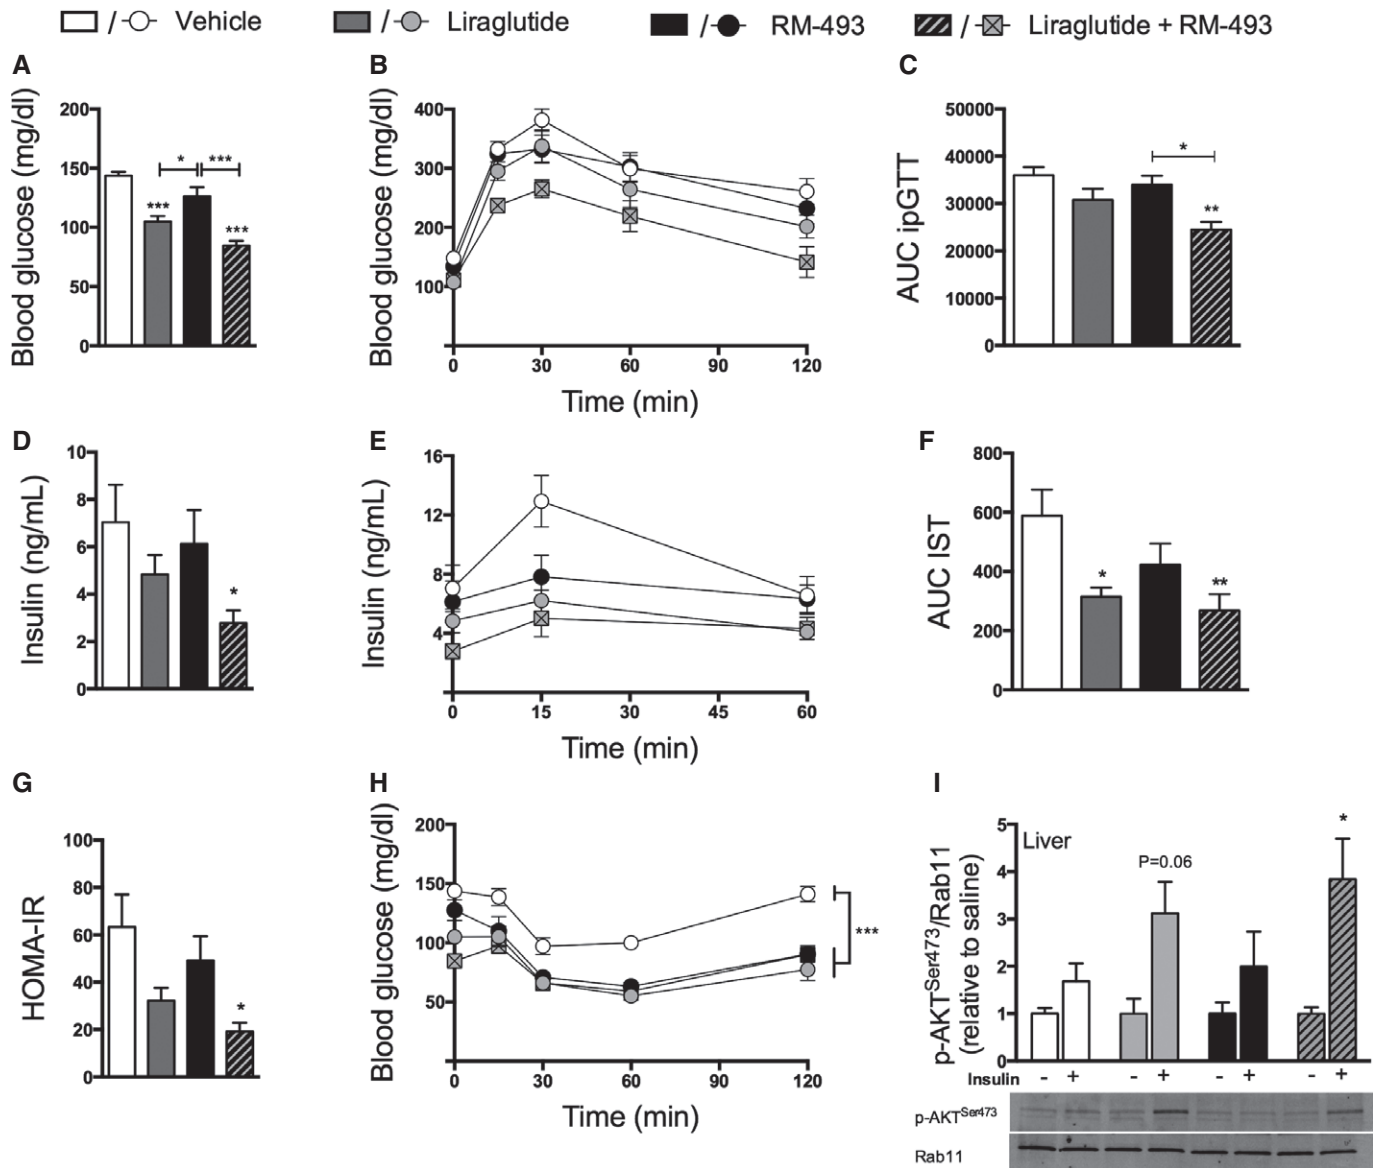 / Vehicle / Liraglutide / RM-493 / Liraglutide + RM-493
A
Blood glucose (mg/dl)
200
150
100
50
0
* ***
***
***
B
Blood glucose (mg/dl)
400
300
200
100
0 30 60 90 120
Time (min)
C
AUC ipGTT
50000
40000
30000
20000
10000
0
*
**
D
Insulin (ng/mL)
10
8
6
4
2
0
*
E
Insulin (ng/mL)
16
12
8
4
0 15 30 45 60
Time (min)
F
AUC IST
800
600
400
200
0
*
**
G
HOMA-IR
100
80
60
40
20
0
*
H
Blood glucose (mg/dl)
200
150
100
50
0 30 60 90 120
Time (min)
***
I
p-AKTSer473/Rab11
(relative to saline)
5
4
3
2
1
0
Liver
P=0.06
*
Insulin - + - + - + - +
p-AKTSer473
Rab11